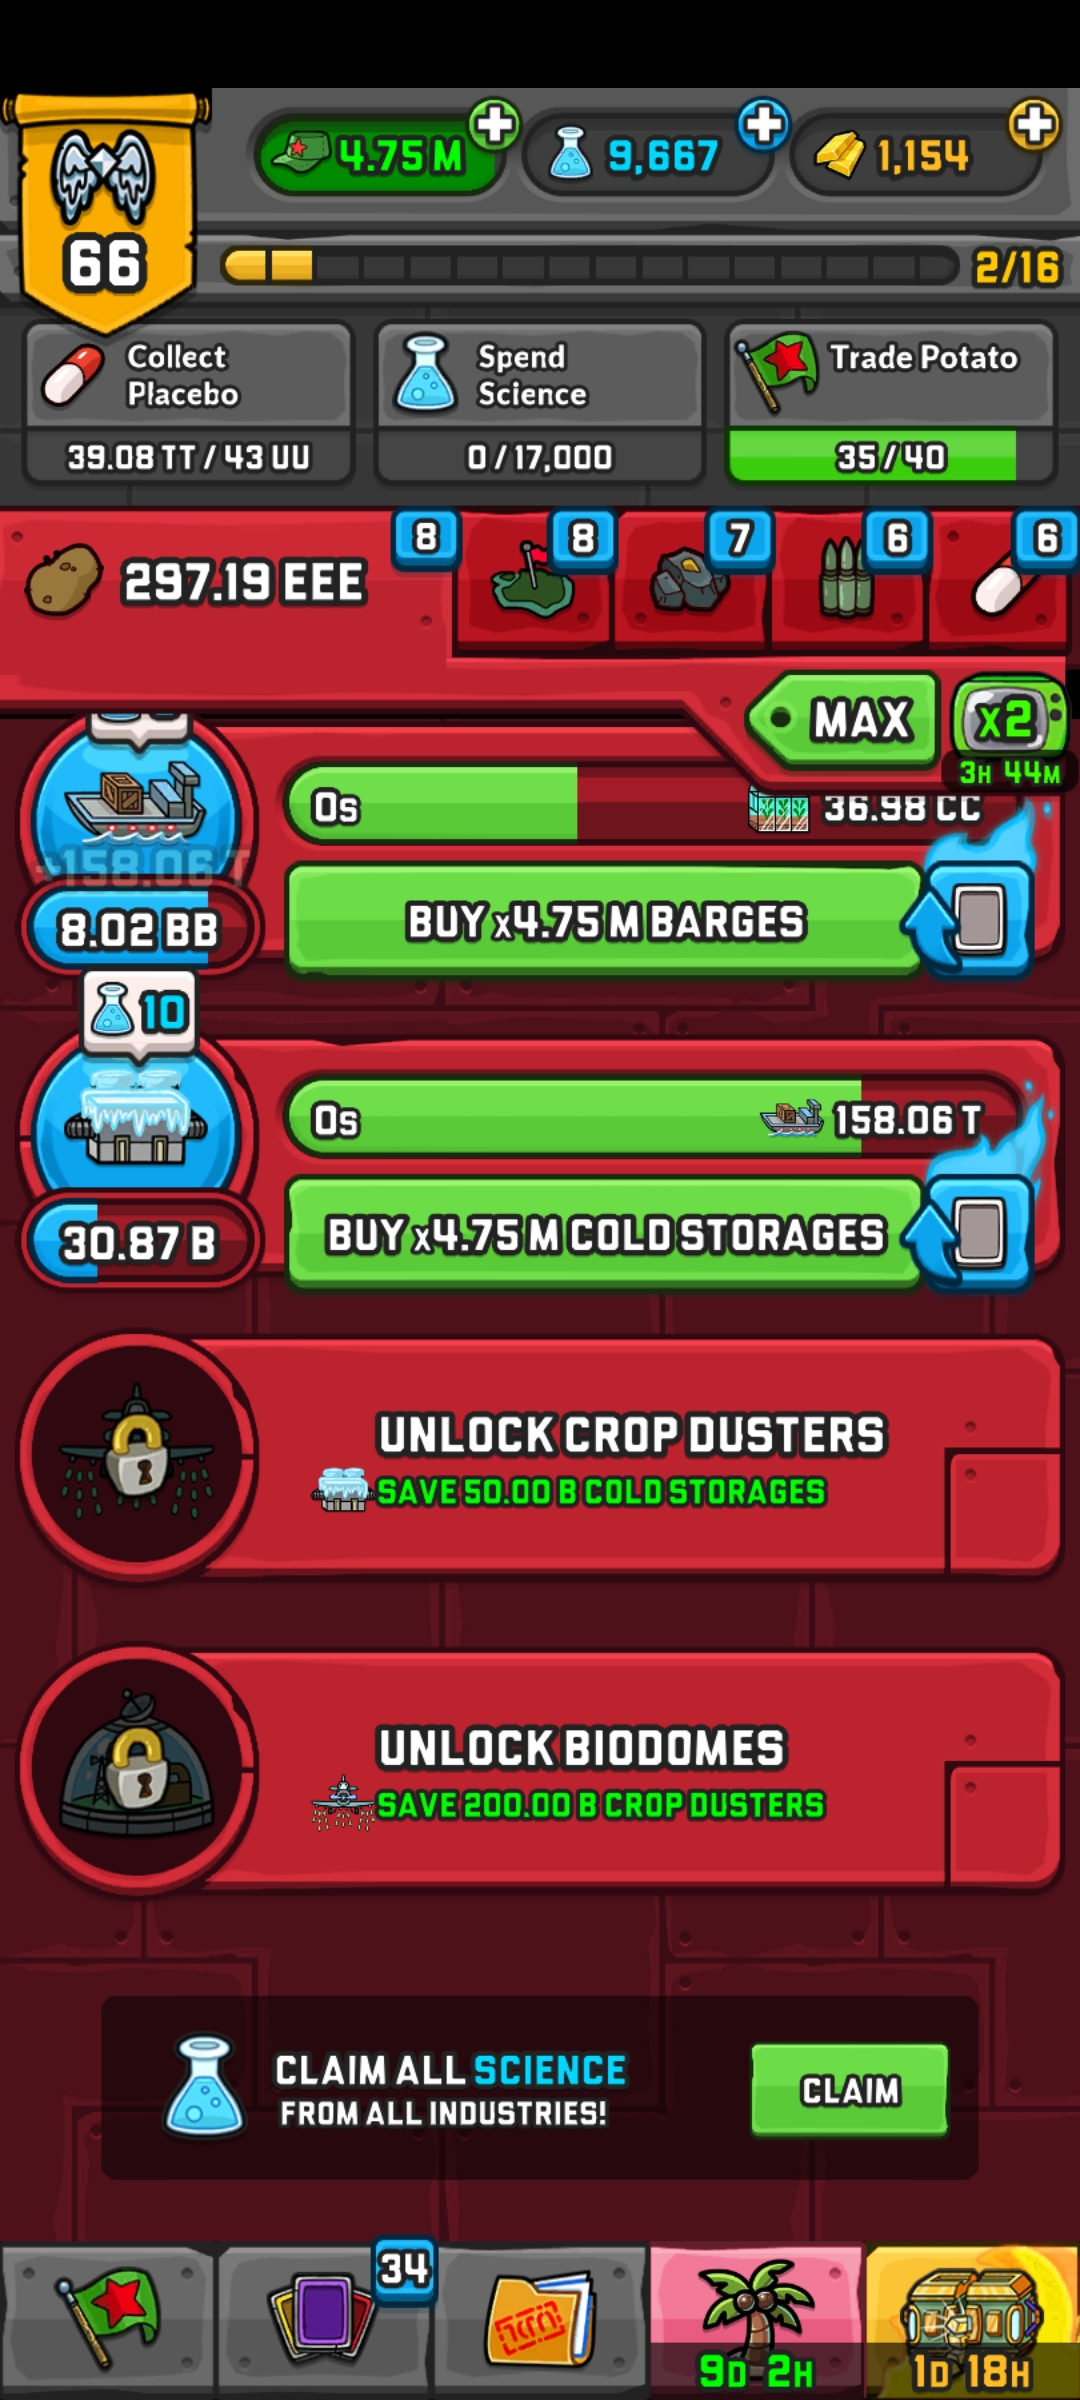 4.75 M
9,667
1,154
66
2/16
Collect
Placebo
39.08 TT / 43 UU
Spend
Science
0 / 17,000
Trade Potato
35 / 40
297.19 EEE
8
8
7
6
6
MAX
x2
3H 44M
0s
36.98 CC
+158.06 T
8.02 BB
BUY x4.75 M BARGES
10
0s
158.06 T
30.87 B
BUY x4.75 M COLD STORAGES
UNLOCK CROP DUSTERS
SAVE 50.00 B COLD STORAGES
UNLOCK BIODOMES
SAVE 200.00 B CROP DUSTERS
CLAIM ALL SCIENCE
FROM ALL INDUSTRIES!
CLAIM
34
9D 2H
1D 18H